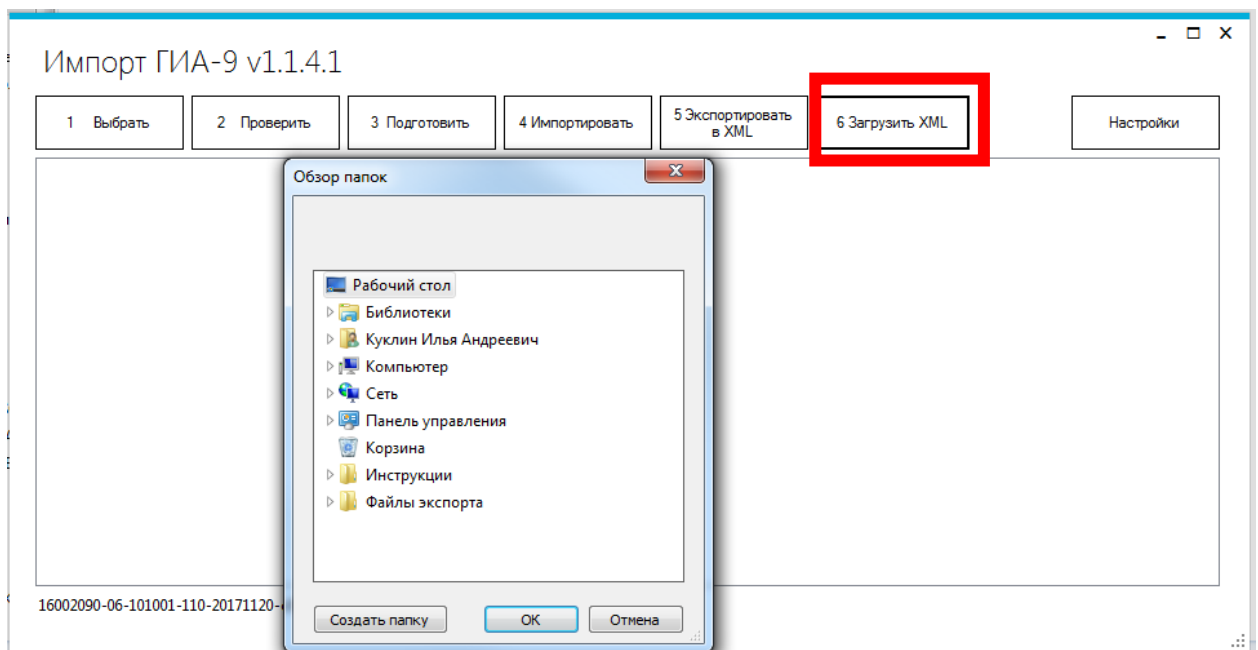 Импорт ГИА-9 v1.1.4.1
1 Выбрать
2 Проверить
3 Подготовить
4 Импортировать
5 Экспортировать
в XML
6 Загрузить XML
Настройки
Обзор папок
Рабочий стол
Библиотеки
Куклин Илья Андреевич
Компьютер
Сеть
Панель управления
Корзина
Инструкции
Файлы экспорта
16002090-06-101001-110-20171120-
Создать папку
ОК
Отмена